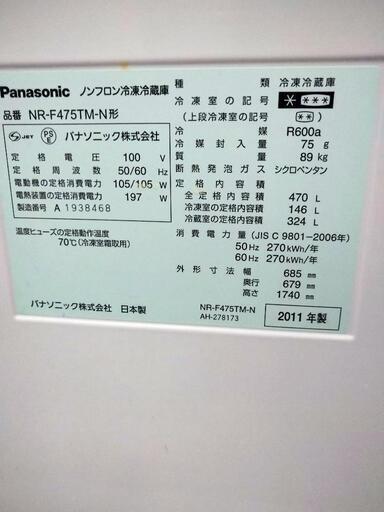 Panasonic ノンフロン冷凍冷蔵庫
品番 NR-F475TM-N形
JET PS E パナソニック株式会社
定格電圧 100 V
定格周波数 50/60 Hz
電動機の定格消費電力 105/105 W
電熱装置の定格消費電力 197 W
製造番号 A 1938468
温度ヒューズの定格動作温度
70℃(冷凍室霜取用)
パナソニック株式会社 日本製
種類 冷凍冷蔵庫
冷凍室の記号 ****
(上段冷凍室の記号) **
冷媒 R600a
冷媒封入量 75 g
質量 89 kg
断熱発泡ガス シクロペンタン
定格内容積
全定格内容積 470 L
冷凍室の定格内容積 146 L
冷蔵室の定格内容積 324 L
消費電力量 (JIS C 9801-2006年)
50 Hz 270 kWh/年
60 Hz 270 kWh/年
外形寸法 幅 685 mm
奥行 679 mm
高さ 1740 mm
NR-F475TM-N
AH-278173
2011 年製